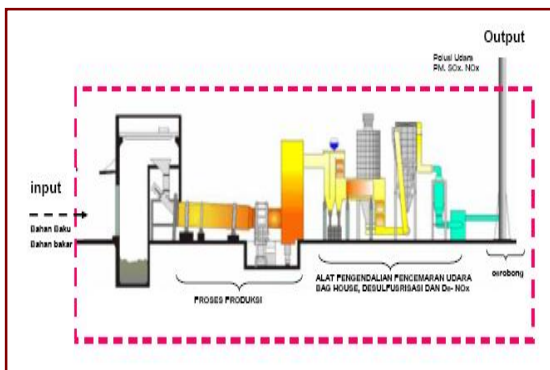 Output
Polusi Udara
PM, SOx, NOx
input
Bahan Baku
Bahan bakar
PROSES PRODUKSI
ALAT PENGENDALIAN PENCEMARAN UDARA
BAG HOUSE, DESULFUSRISASI DAN De- NOx
cerobong